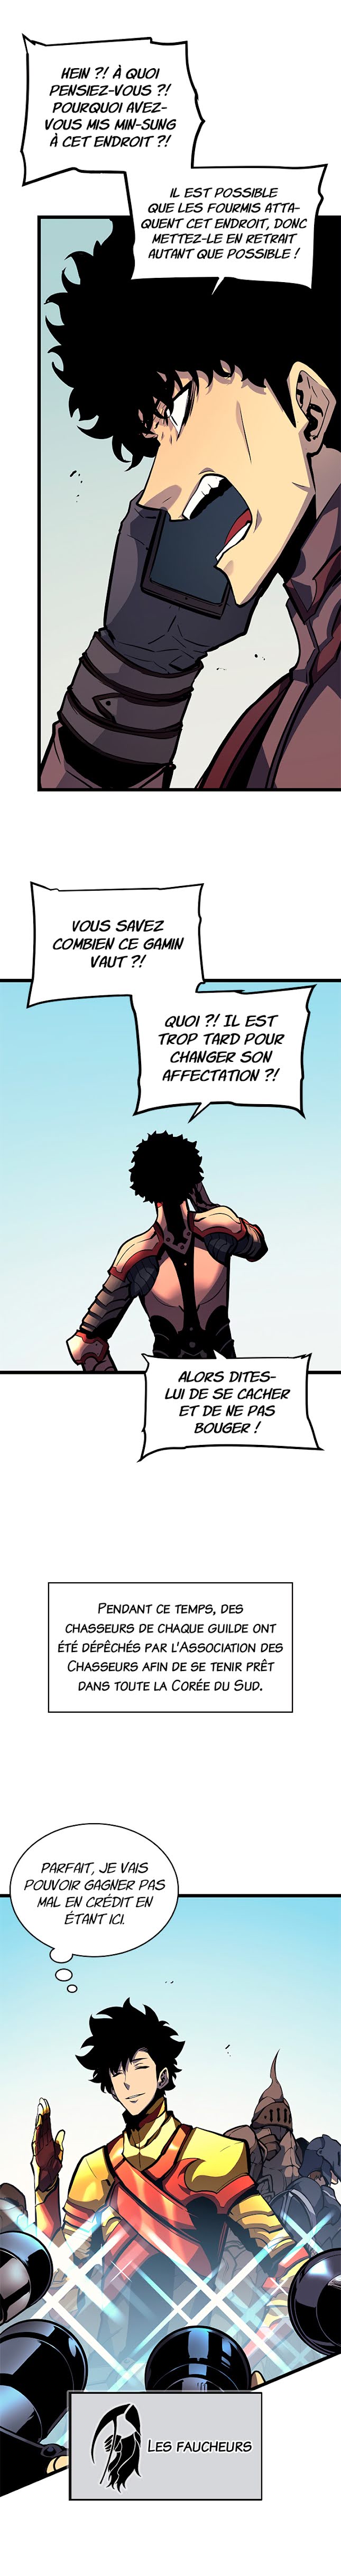 HEIN ?! À QUOI
PENSIEZ-VOUS ?!
POURQUOI AVEZ-
VOUS MIS MIN-SUNG
À CET ENDROIT ?!
IL EST POSSIBLE
QUE LES FOURMIS ATTA-
QUENT CET ENDROIT, DONC
METTEZ-LE EN RETRAIT
AUTANT QUE POSSIBLE !
VOUS SAVEZ
COMBIEN CE GAMIN
VAUT ?!
QUOI ?! IL EST
TROP TARD POUR
CHANGER SON
AFFECTATION ?!
ALORS DITES-
LUI DE SE CACHER
ET DE NE PAS
BOUGER !
PENDANT CE TEMPS, DES
CHASSEURS DE CHAQUE GUILDE ONT
ÉTÉ DÉPÊCHÉS PAR L'ASSOCIATION DES
CHASSEURS AFIN DE SE TENIR PRÊT
DANS TOUTE LA CORÉE DU SUD.
PARFAIT, JE VAIS
POUVOIR GAGNER PAS
MAL EN CRÉDIT EN
ÉTANT ICI.
LES FAUCHEURS